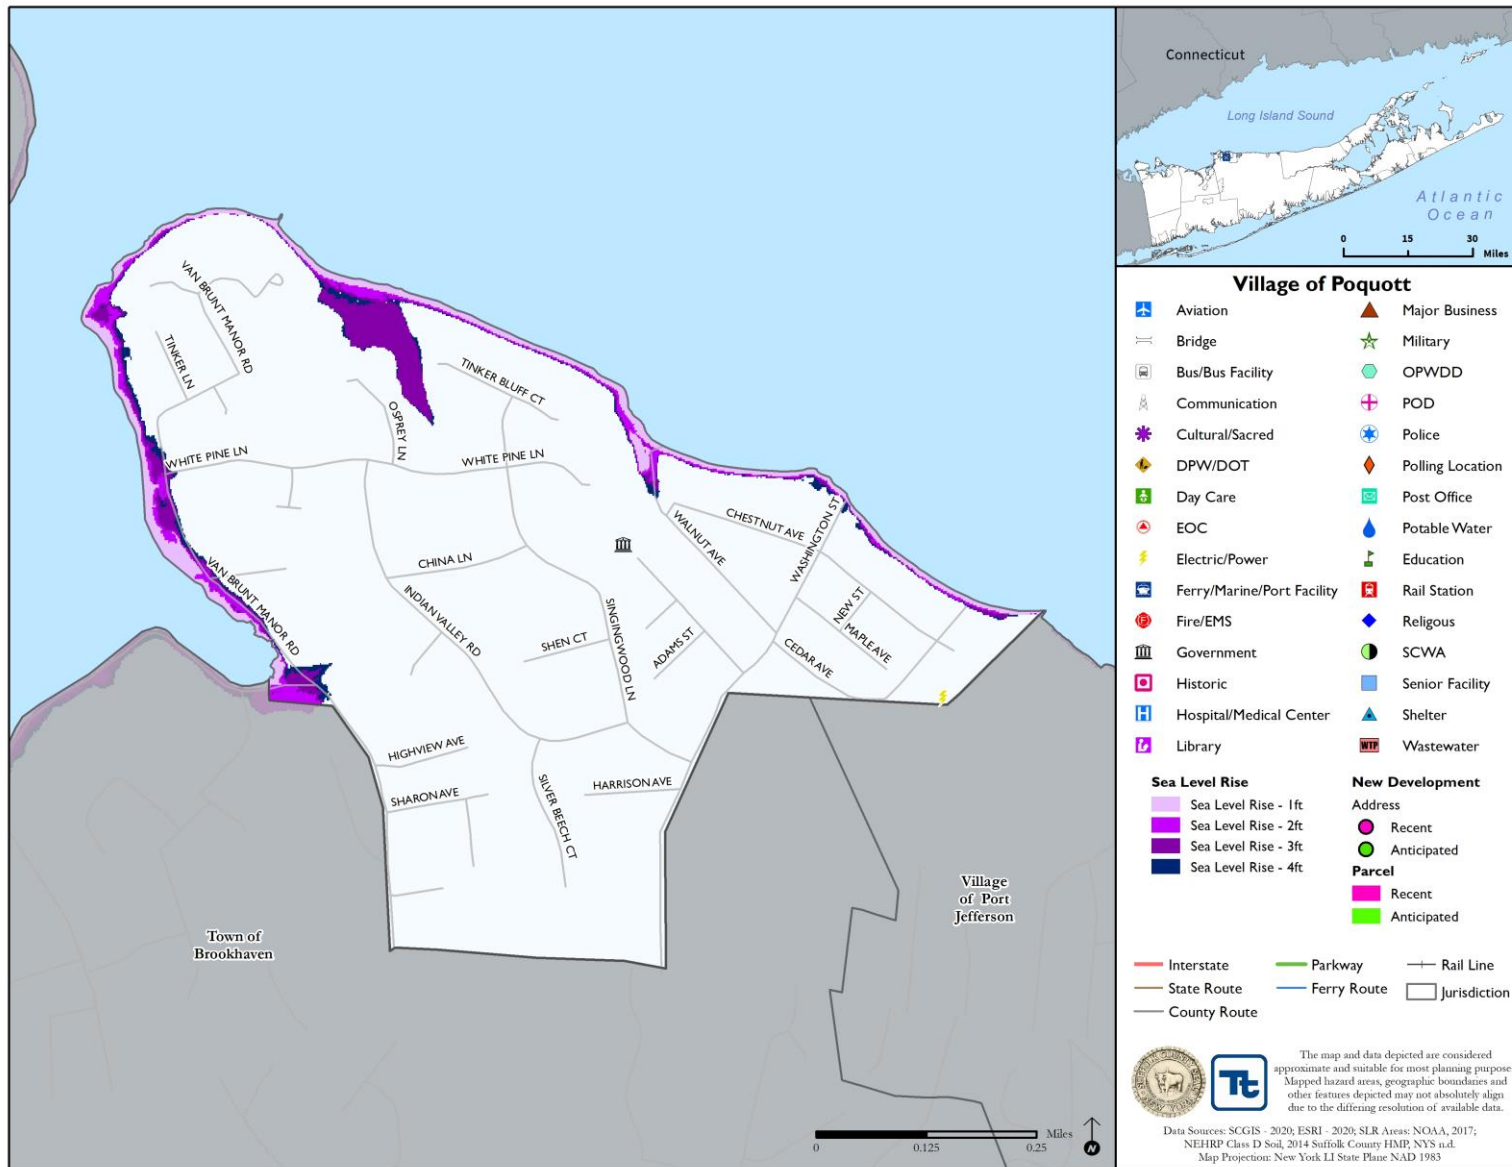 Connecticut
Long Island Sound
Atlantic
Ocean
0 15 30
Miles
VAN BRUNT MANOR RD
TINKER LN
TINKER BLUFF CT
OSPREY LN
WHITE PINE LN
WHITE PINE LN
CHESTNUT AVE
WALNUT AVE
WASHINGTON ST
CHINA LN
VAN BRUNT MANOR RD
INDIAN VALLEY RD
SINGINGWOOD LN
NEW ST
MAPLE AVE
SHEN CT
ADAMS ST
CEDAR AVE
HIGHVIEW AVE
SHARON AVE
SILVER BEECH CT
HARRISON AVE
Town of
Brookhaven
Village
of Port
Jefferson
0 0.125 0.25
Miles
N
Village of Poquott
Aviation
Bridge
Bus/Bus Facility
Communication
Cultural/Sacred
DPW/DOT
Day Care
EOC
Electric/Power
Ferry/Marine/Port Facility
Fire/EMS
Government
Historic
Hospital/Medical Center
Library
Major Business
Military
OPWDD
POD
Police
Polling Location
Post Office
Potable Water
Education
Rail Station
Religous
SCWA
Senior Facility
Shelter
WTP Wastewater
Sea Level Rise
Sea Level Rise - 1ft
Sea Level Rise - 2ft
Sea Level Rise - 3ft
Sea Level Rise - 4ft
New Development
Address
Recent
Anticipated
Parcel
Recent
Anticipated
Interstate
State Route
County Route
Parkway
Ferry Route
Rail Line
Jurisdiction
Tt
The map and data depicted are considered
approximate and suitable for most planning purpose
Mapped hazard areas, geographic boundaries and
other features depicted may not absolutely align
due to the differing resolution of available data.
Data Sources: SCGIS - 2020; ESRI - 2020; SLR Areas: NOAA, 2017;
NEHRP Class D Soil, 2014 Suffolk County HMP, NYS n.d.
Map Projection: New York LI State Plane NAD 1983